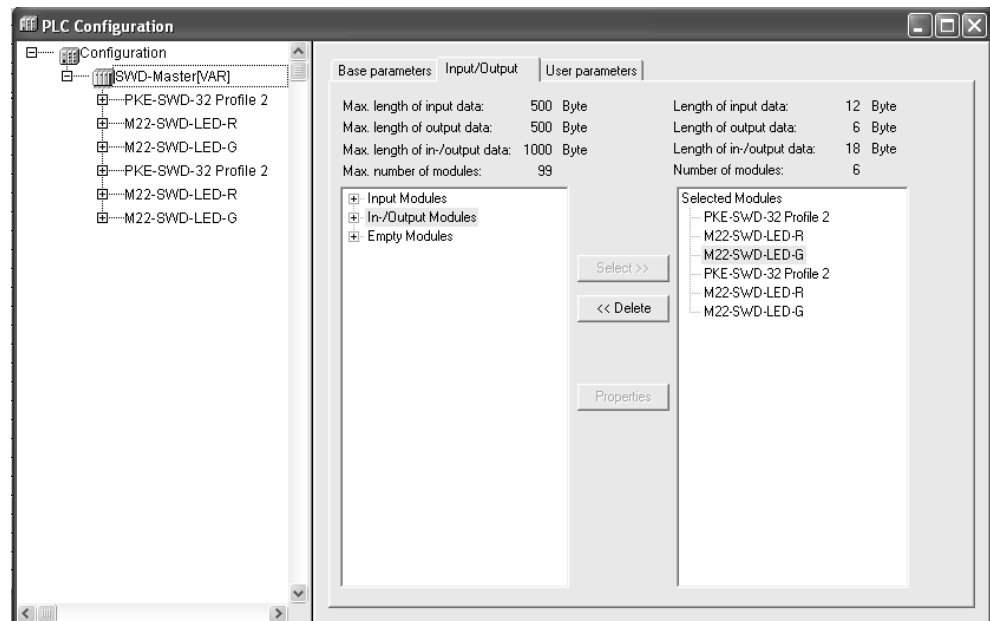 PLC Configuration
Configuration
SWD-Master[VAR]
PKE-SWD-32 Profile 2
M22-SWD-LED-R
M22-SWD-LED-G
PKE-SWD-32 Profile 2
M22-SWD-LED-R
M22-SWD-LED-G
Base parameters Input/Output User parameters
Max. length of input data: 500 Byte
Max. length of output data: 500 Byte
Max. length of in-/output data: 1000 Byte
Max. number of modules: 99
Length of input data: 12 Byte
Length of output data: 6 Byte
Length of in-/output data: 18 Byte
Number of modules: 6
Input Modules
In-/Output Modules
Empty Modules
Select >>
<< Delete
Properties
Selected Modules
PKE-SWD-32 Profile 2
M22-SWD-LED-R
M22-SWD-LED-G
PKE-SWD-32 Profile 2
M22-SWD-LED-R
M22-SWD-LED-G